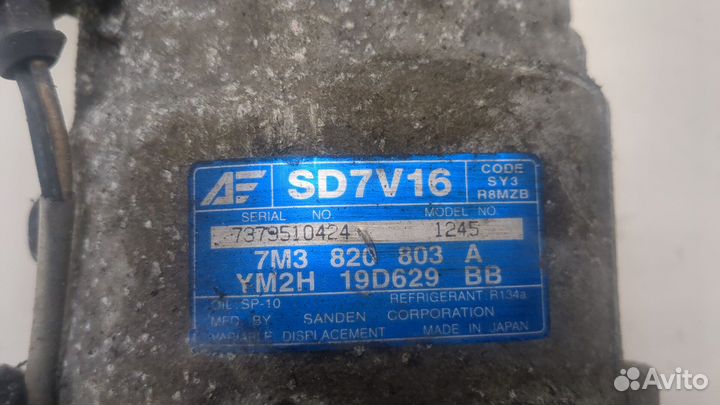 AE SD7V16 CODE
SY3
R8MZB
SERIAL NO. MODEL NO.
7379510424 1245
7M3 820 803 A
YM2H 19D629 BB
OIL:SP-10 REFRIGERANT:R134a
MFD.BY SANDEN CORPORATION
VARIABLE DISPLACEMENT MADE IN JAPAN
Avito